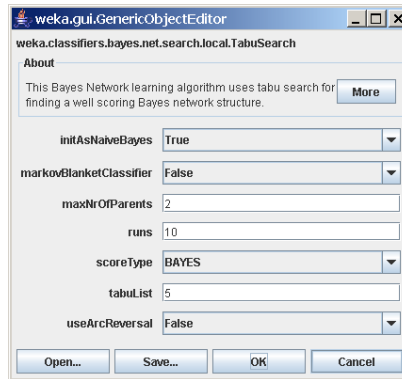 weka.gui.GenericObjectEditor
weka.classifiers.bayes.net.search.local.TabuSearch
About
This Bayes Network learning algorithm uses tabu search for
finding a well scoring Bayes network structure.
More
initAsNaiveBayes True
markovBlanketClassifier False
maxNrOfParents 2
runs 10
scoreType BAYES
tabuList 5
useArcReversal False
Open... Save... OK Cancel